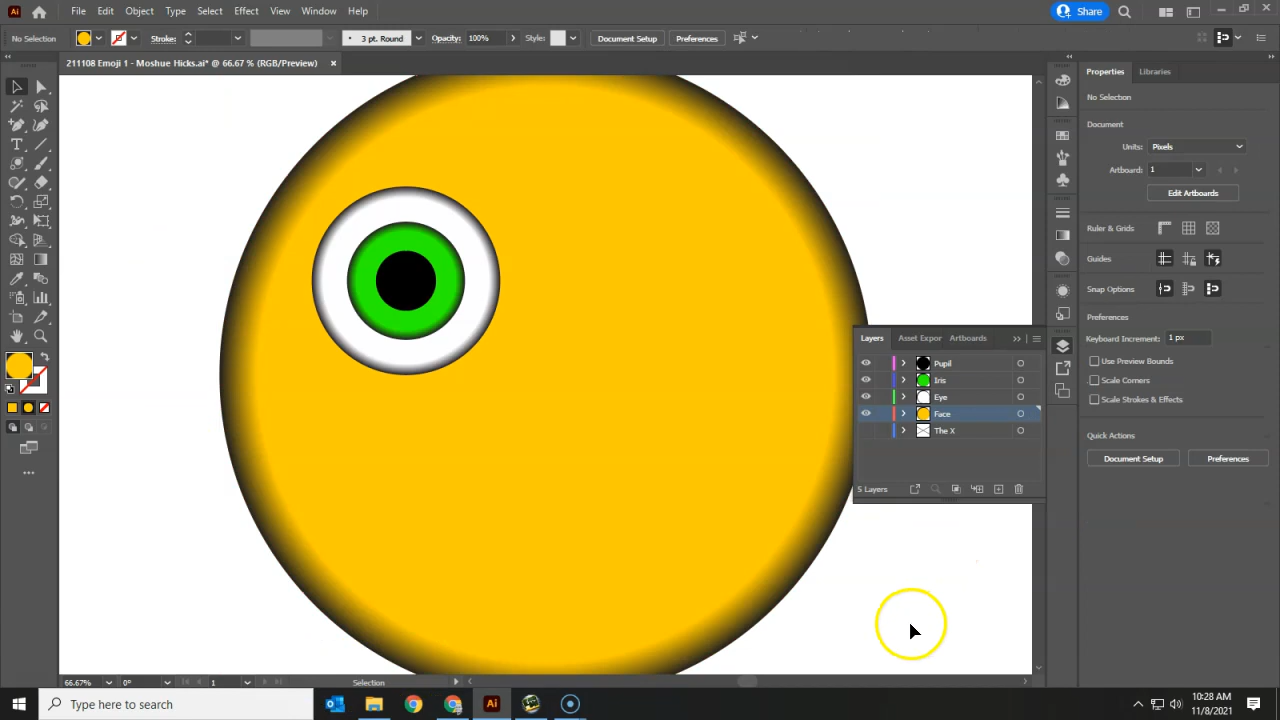 Ai File Edit Object Type Select Effect View Window Help Share
No Selection Stroke: 3 pt. Round Opacity: 100% Style: Document Setup Preferences
211108 Emoji 1 - Moshue Hicks.ai* @ 66.67 % (RGB/Preview) ×
Properties Libraries
No Selection
Document
Units: Pixels
Artboard: 1
Edit Artboards
Ruler & Grids
Guides
Snap Options
Preferences
Keyboard Increment: 1 px
Use Preview Bounds
Scale Corners
Scale Strokes & Effects
Quick Actions
Document Setup Preferences
Layers Asset Expor Artboards
Pupil
Iris
Eye
Face
The X
5 Layers
66.67% 0° 1 Selection
Type here to search
Ai
10:28 AM
11/8/2021